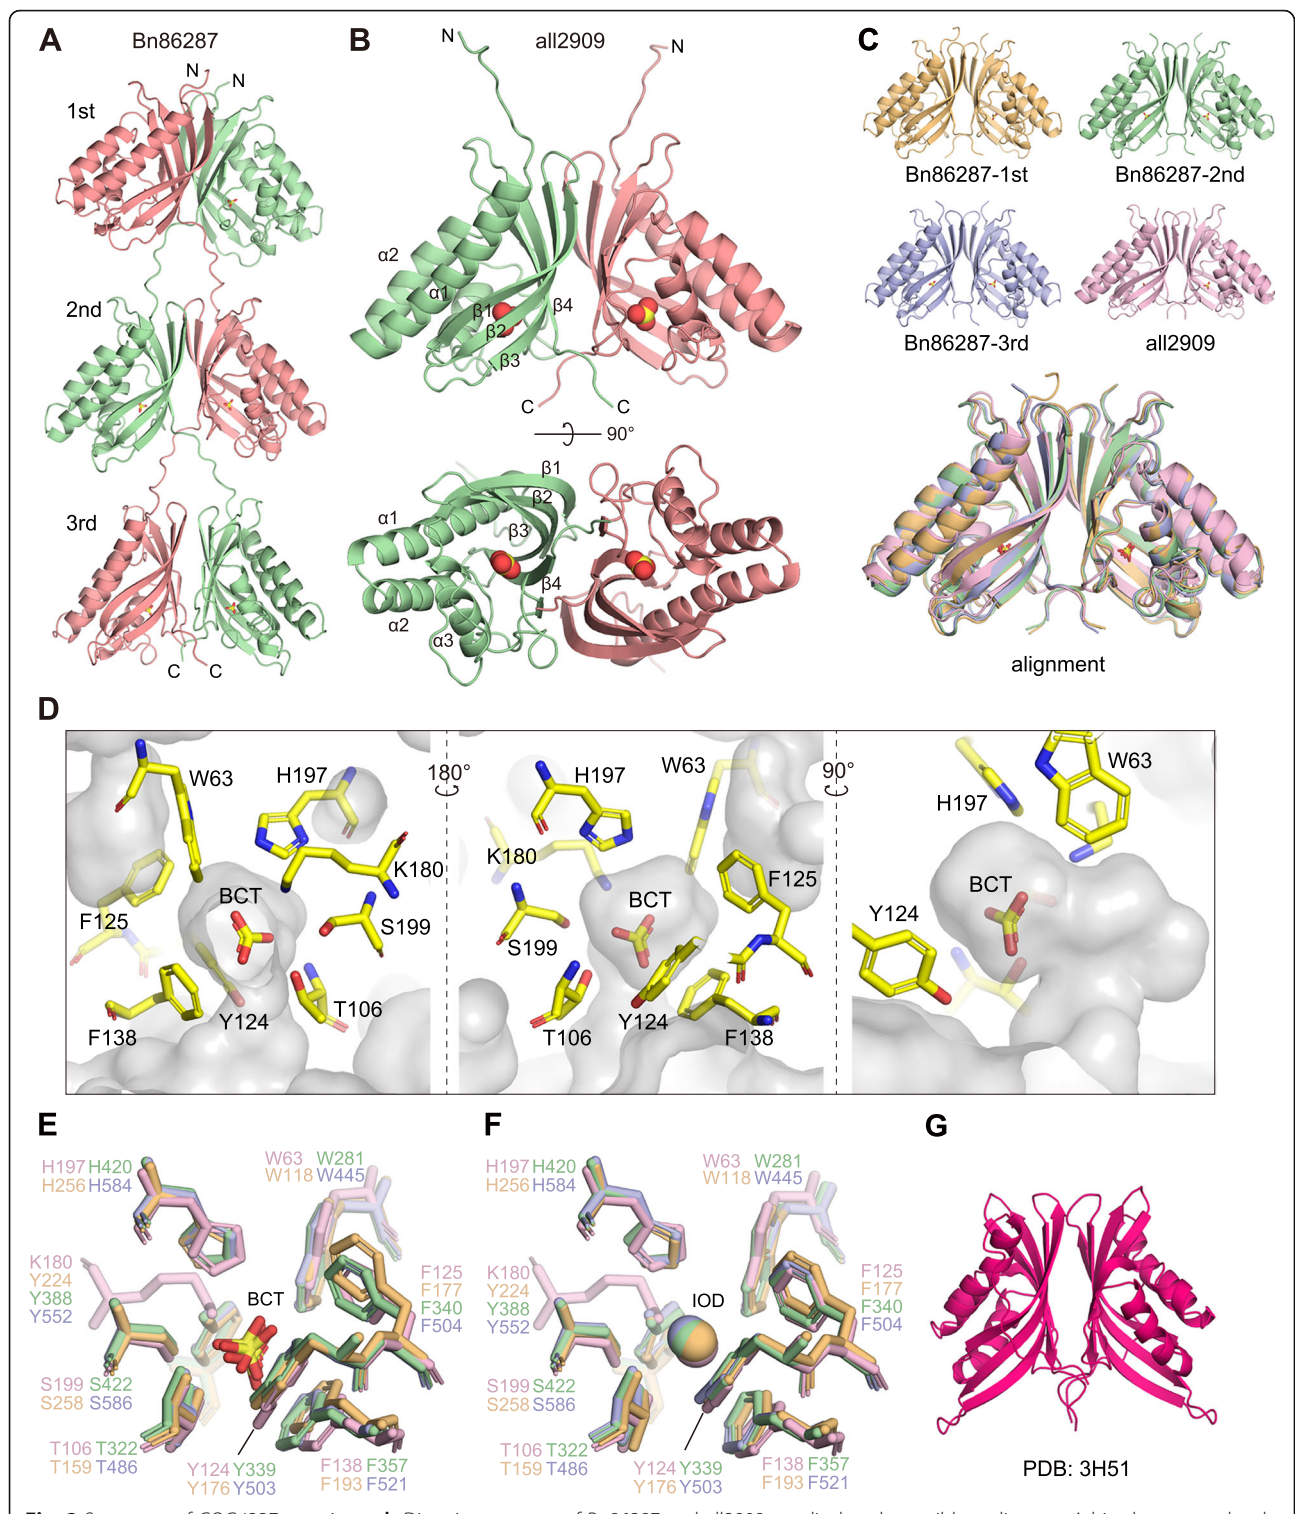 A
Bn86287
N
N
1st
2nd
3rd
C
C
B
all2909
N
N
α2
α1
β1
β2
β3
β4
C
C
90°
β1
β2
β3
β4
α1
α2
α3
C
Bn86287-1st
Bn86287-2nd
Bn86287-3rd
all2909
alignment
D
W63
H197
K180
BCT
F125
S199
T106
Y124
F138
180°
H197
W63
K180
BCT
F125
S199
T106
Y124
F138
90°
W63
H197
BCT
Y124
E
H197 H420
H256 H584
W63 W281
W118 W445
K180
Y224
Y388
Y552
BCT
F125
F177
F340
F504
S199 S422
S258 S586
T106 T322
T159 T486
Y124 Y339
Y176 Y503
F138 F357
F193 F521
F
H197 H420
H256 H584
W63 W281
W118 W445
K180
Y224
Y388
Y552
IOD
F125
F177
F340
F504
S199 S422
S258 S586
T106 T322
T159 T486
Y124 Y339
Y176 Y503
F138 F357
F193 F521
G
PDB: 3H51